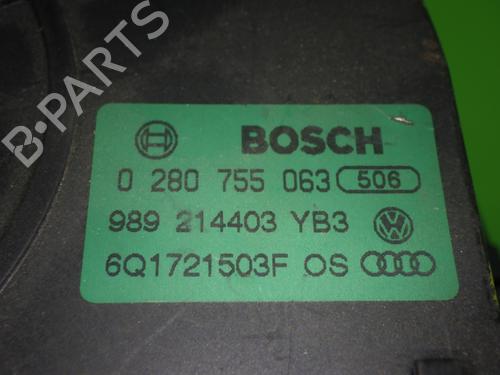 BOSCH
0 280 755 063 506
989 214403 YB3
6Q1721503F OS
B-PARTS